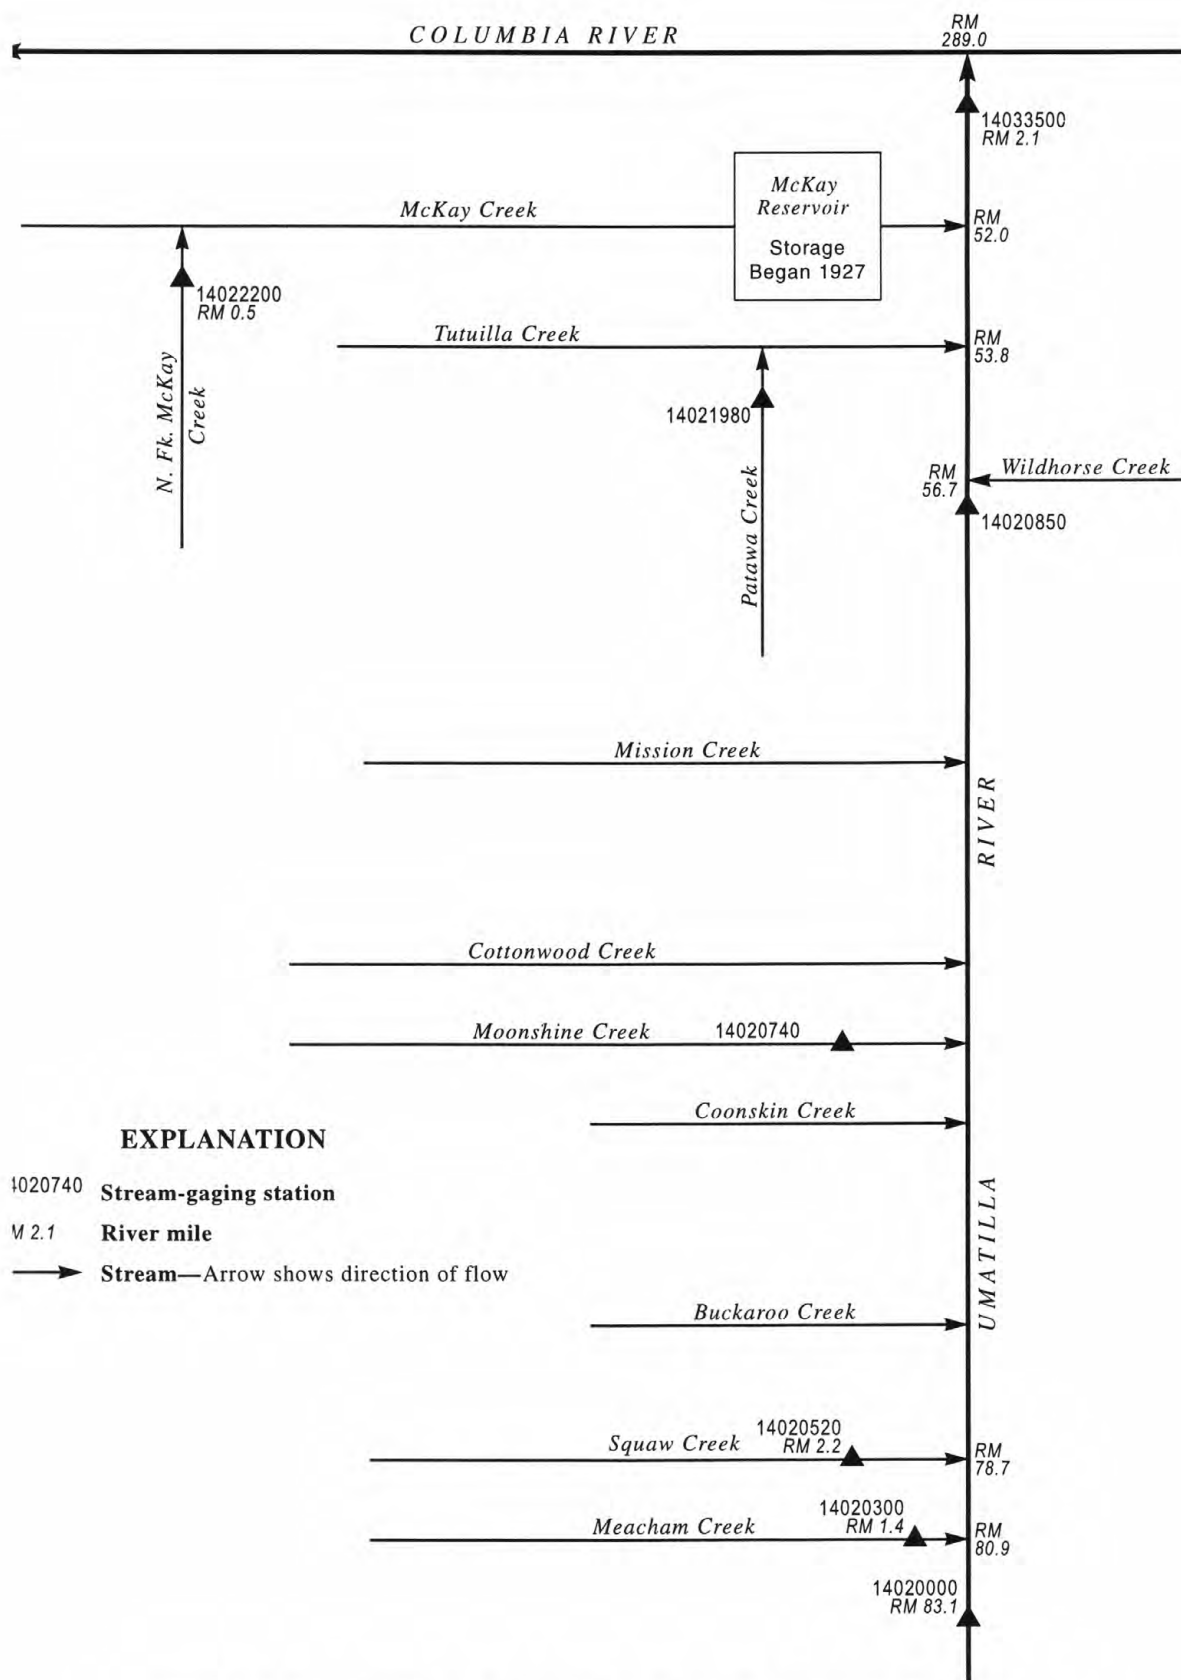 COLUMBIA RIVER
RM
289.0
14033500
RM 2.1
McKay
Reservoir
Storage
Began 1927
McKay Creek
RM
52.0
14022200
RM 0.5
N. Fk. McKay
Creek
Tutuilla Creek
RM
53.8
14021980
Patawa Creek
RM
56.7
Wildhorse Creek
14020850
Mission Creek
RIVER
Cottonwood Creek
Moonshine Creek
14020740
Coonskin Creek
EXPLANATION
4020740 Stream-gaging station
M 2.1 River mile
Stream—Arrow shows direction of flow
UMATILLA
Buckaroo Creek
14020520
RM 2.2
Squaw Creek
RM
78.7
14020300
RM 1.4
Meacham Creek
RM
80.9
14020000
RM 83.1